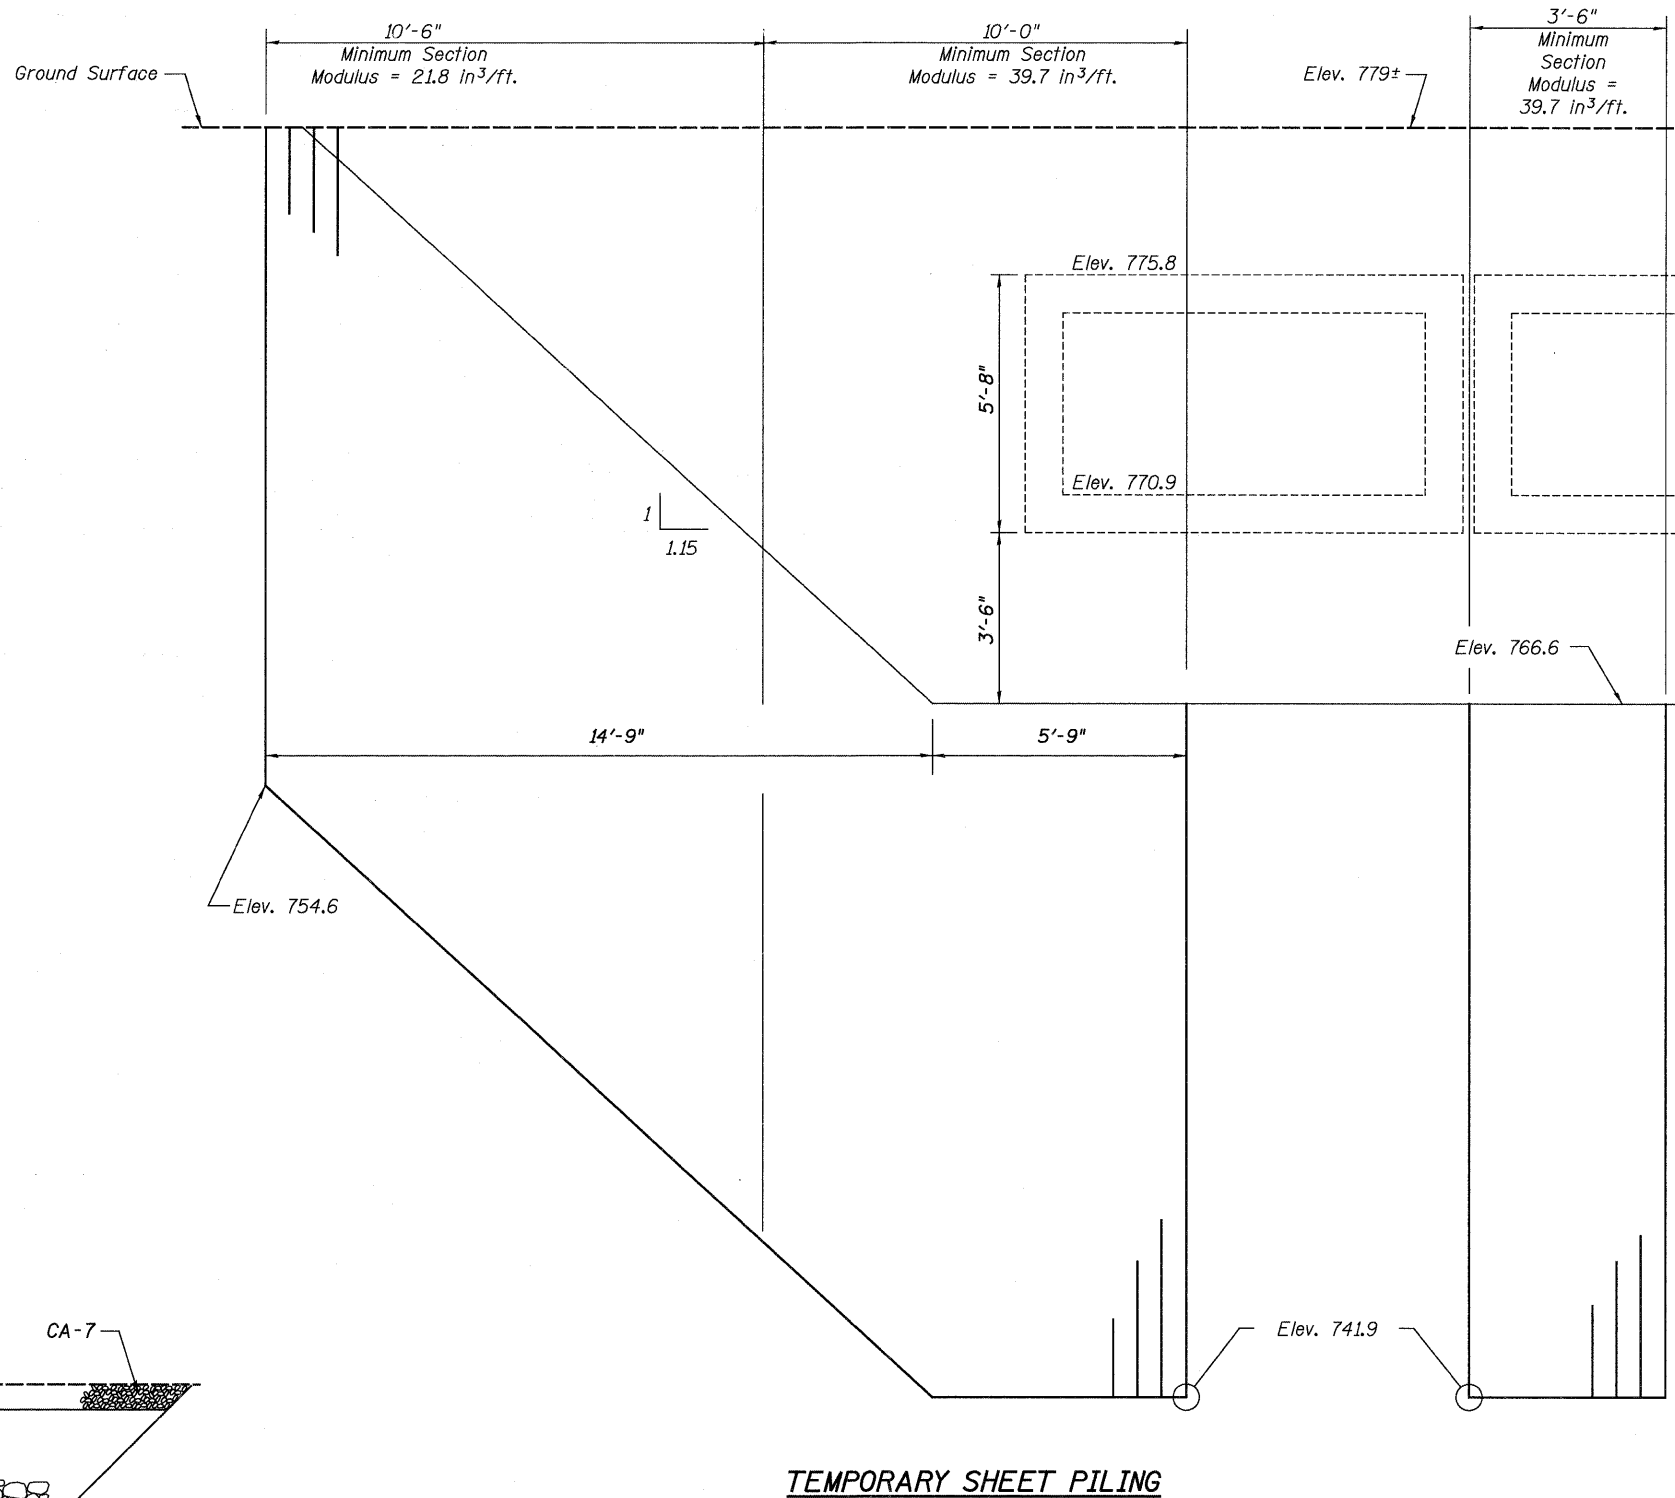 10'-6"
Minimum Section
Modulus = 21.8 in³/ft.
10'-0"
Minimum Section
Modulus = 39.7 in³/ft.
3'-6"
Minimum
Section
Modulus =
39.7 in³/ft.
Ground Surface
Elev. 779±
Elev. 775.8
5'-8"
Elev. 770.9
1
1.15
3'-6"
Elev. 766.6
14'-9"
5'-9"
Elev. 754.6
CA-7
Elev. 741.9
TEMPORARY SHEET PILING